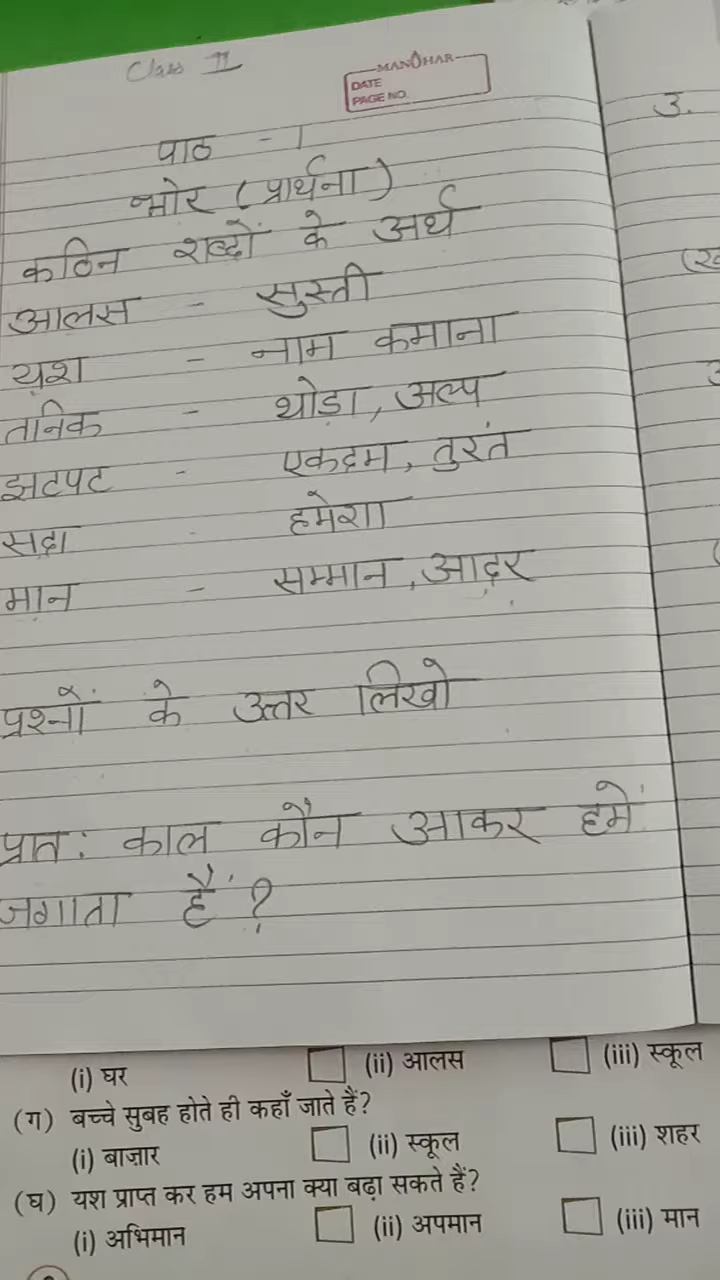 Class II
MANOHAR
DATE
PAGE NO.
पाठ - 1
भोर (प्रार्थना)
कठिन शब्दों के अर्थ
आलस - सुस्ती
यश - नाम कमाना
तनिक - थोड़ा, अल्प
झटपट - एकदम, तुरंत
सदा - हमेशा
मान - सम्मान, आदर
प्रश्नों के उत्तर लिखो
प्रात: काल कौन आकर हमें
जगाता हैं ?
उ.
(i) घर (ii) आलस (iii) स्कूल
(ग) बच्चे सुबह होते ही कहाँ जाते हैं?
(i) बाज़ार (ii) स्कूल (iii) शहर
(घ) यश प्राप्त कर हम अपना क्या बढ़ा सकते हैं?
(i) अभिमान (ii) अपमान (iii) मान